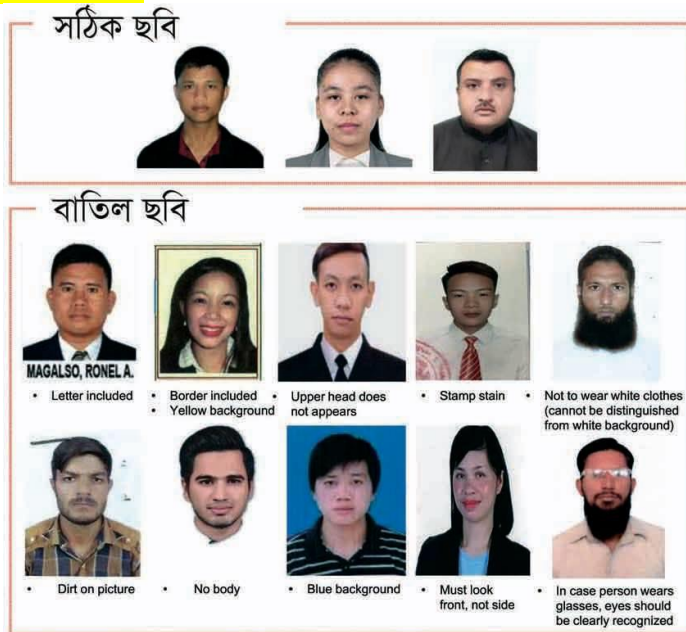 সঠিক ছবি
বাতিল ছবি
MAGALSO, RONEL A.
• Letter included
• Border included
• Yellow background
• Upper head does
not appears
• Stamp stain
• Not to wear white clothes
(cannot be distinguished
from white background)
• Dirt on picture
• No body
• Blue background
• Must look
front, not side
• In case person wears
glasses, eyes should
be clearly recognized